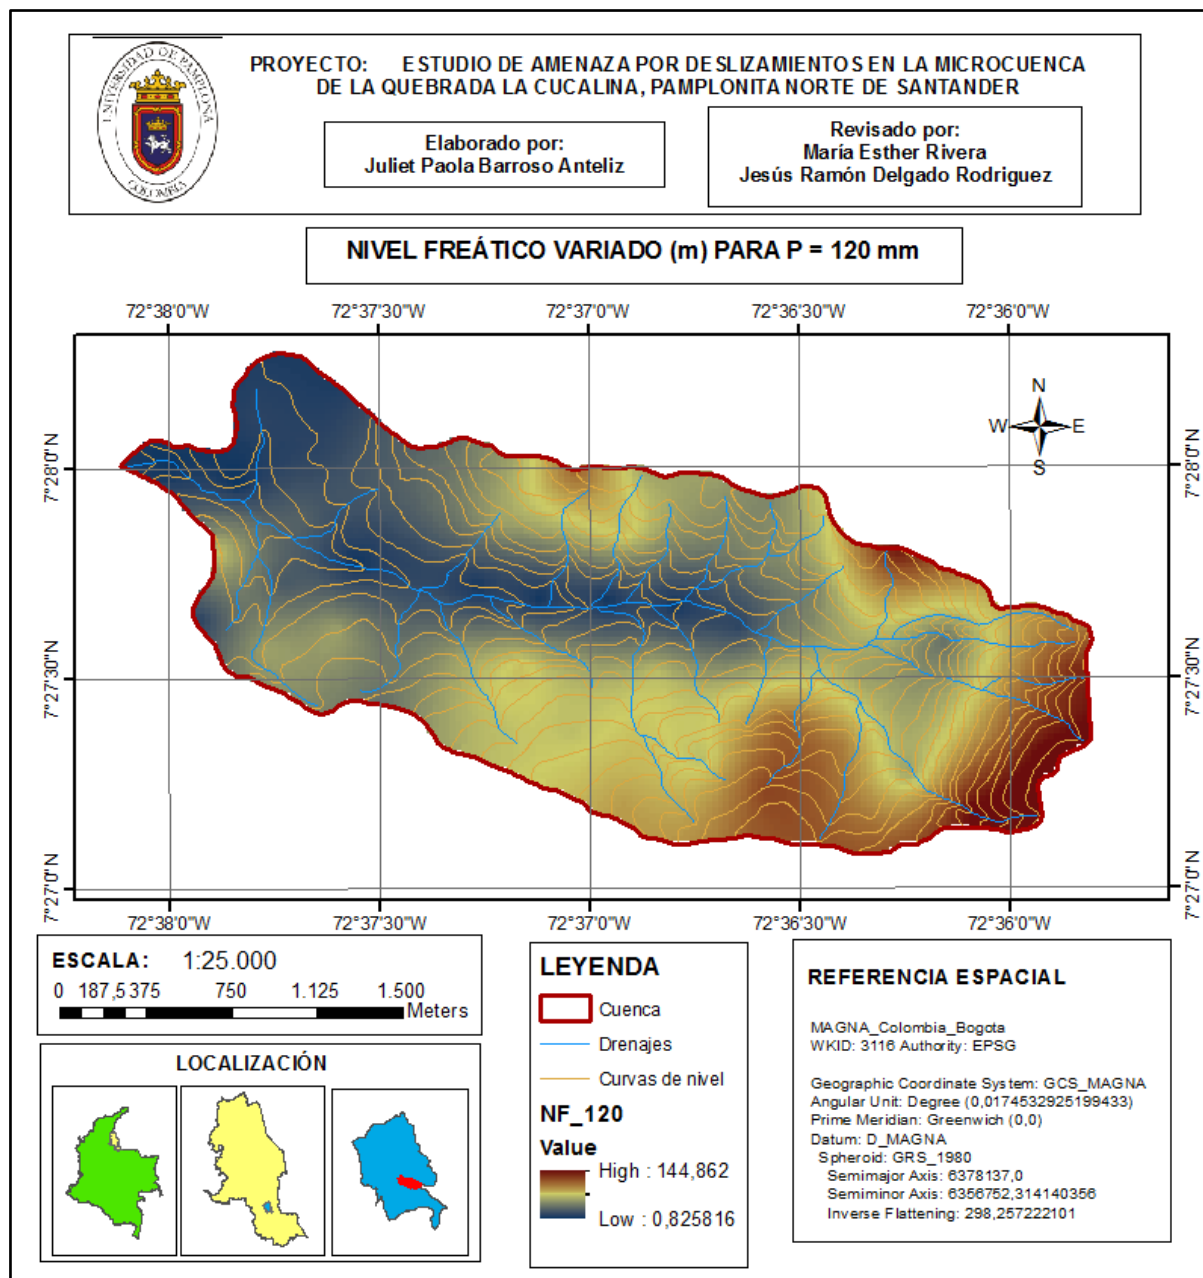 UNIVERSIDAD DE PAMPLONA
COLOMBIA
PROYECTO: ESTUDIO DE AMENAZA POR DESLIZAMIENTOS EN LA MICROCUENCA
DE LA QUEBRADA LA CUCALINA, PAMPLONITA NORTE DE SANTANDER
Elaborado por:
Juliet Paola Barroso Anteliz
Revisado por:
María Esther Rivera
Jesús Ramón Delgado Rodriguez
NIVEL FREÁTICO VARIADO (m) PARA P = 120 mm
72°38'0"W 72°37'30"W 72°37'0"W 72°36'30"W 72°36'0"W
N
W E
S
7°28'0"N 7°28'0"N
7°27'30"N 7°27'30"N
7°27'0"N 7°27'0"N
72°38'0"W 72°37'30"W 72°37'0"W 72°36'30"W 72°36'0"W
ESCALA: 1:25.000
0 187,5 375 750 1.125 1.500
Meters
LOCALIZACIÓN
LEYENDA
Cuenca
Drenajes
Curvas de nivel
NF_120
Value
High : 144,862
Low : 0,825816
REFERENCIA ESPACIAL
MAGNA_Colombia_Bogota
WKID: 3116 Authority: EPSG
Geographic Coordinate System: GCS_MAGNA
Angular Unit: Degree (0,0174532925199433)
Prime Meridian: Greenwich (0,0)
Datum: D_MAGNA
Spheroid: GRS_1980
Semimajor Axis: 6378137,0
Semiminor Axis: 6356752,314140356
Inverse Flattening: 298,257222101